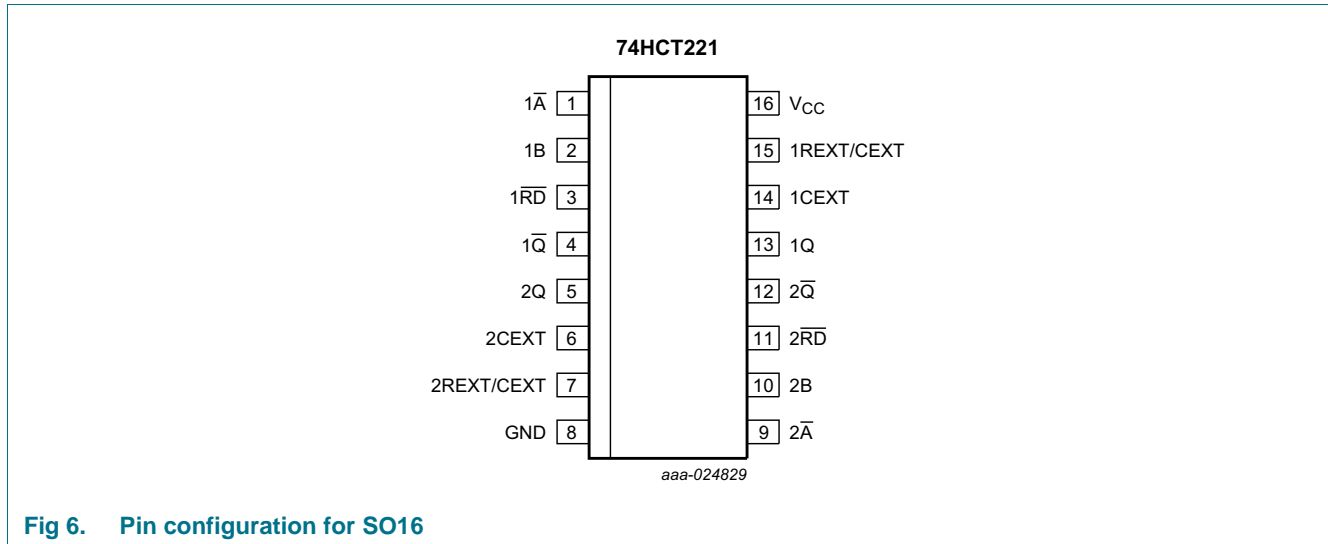 74HCT221
1A̅ 1 16 VCC
1B 2 15 1REXT/CEXT
1R̅D̅ 3 14 1CEXT
1Q̅ 4 13 1Q
2Q 5 12 2Q̅
2CEXT 6 11 2R̅D̅
2REXT/CEXT 7 10 2B
GND 8 9 2A̅
aaa-024829
Fig 6. Pin configuration for SO16